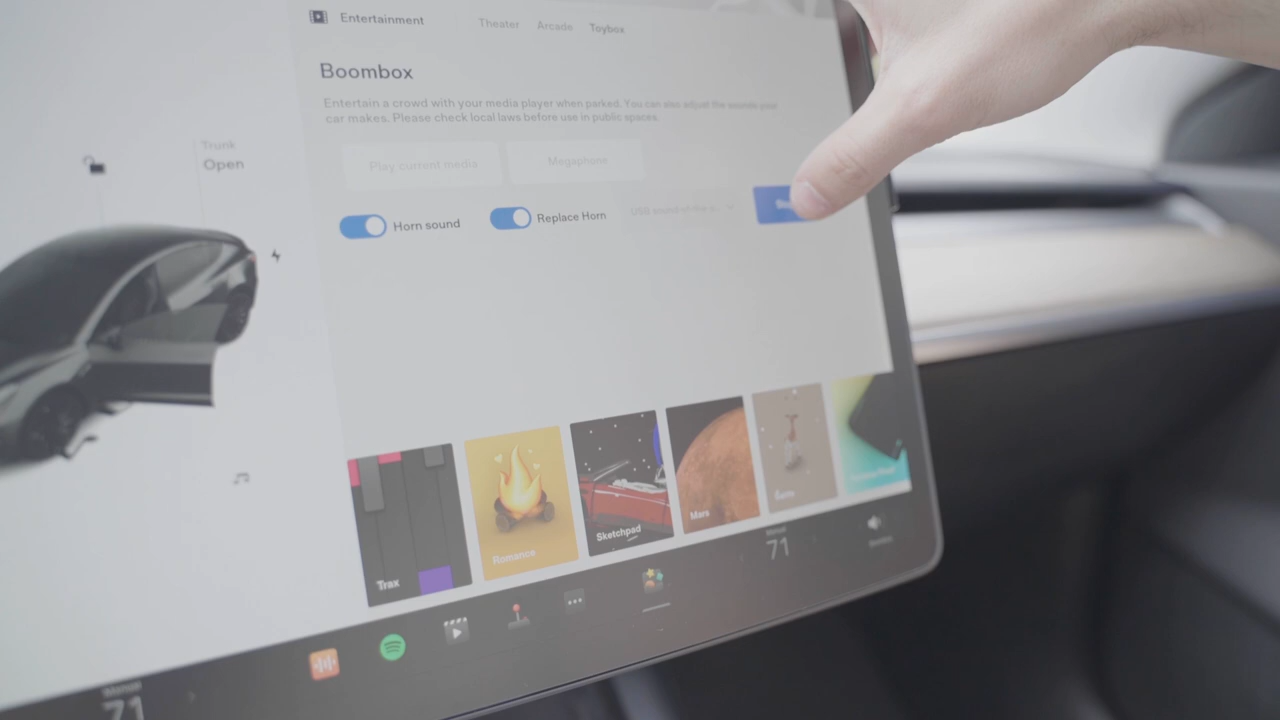 Entertainment
Theater
Arcade
Toybox
Boombox
Entertain a crowd with your media player when parked. You can also adjust the sounds your
car makes. Please check local laws before use in public spaces.
Trunk
Open
Play current media
Megaphone
Horn sound
Replace Horn
Trax
Romance
Sketchpad
Mars
Manual
71
Manual
71